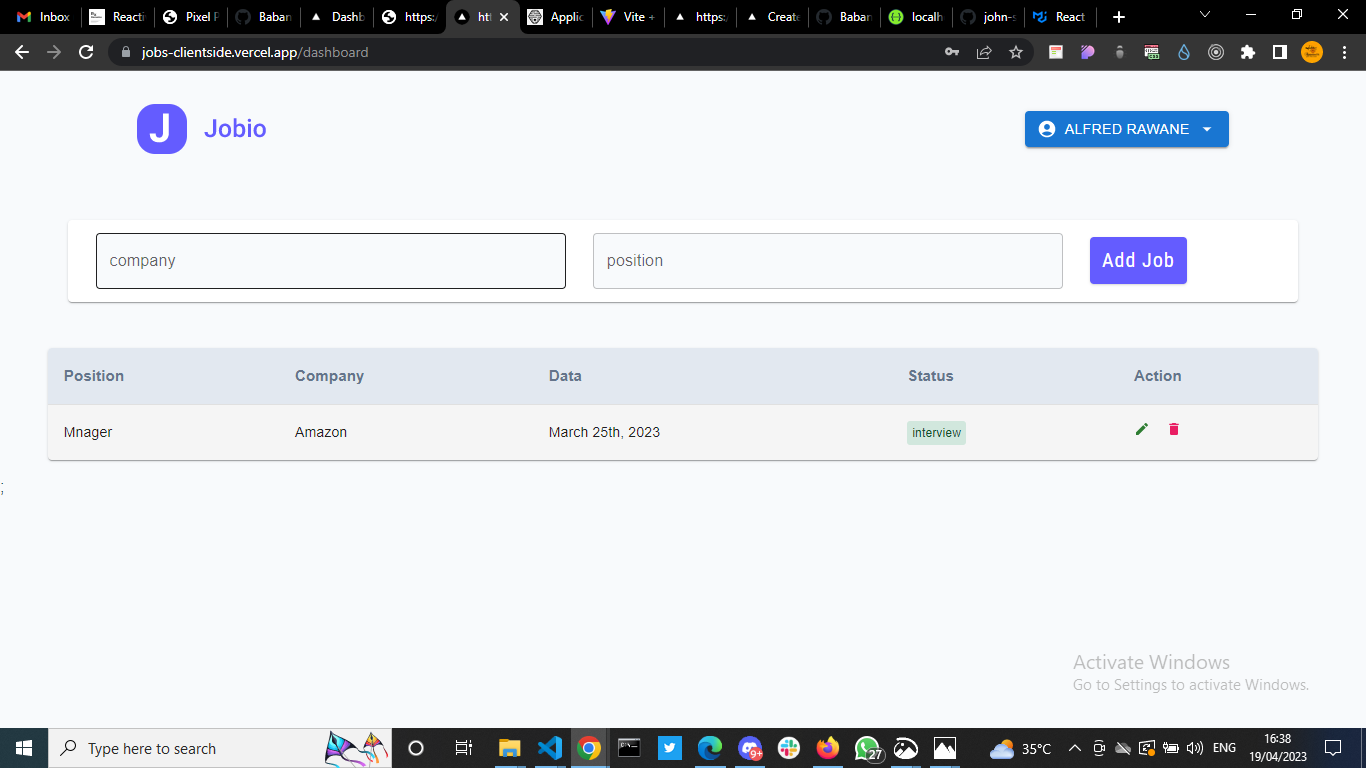 Inbox Reacti Pixel P Baban Dashb https: ht Applic Vite + https: Create Baban localh john-s React
jobs-clientside.vercel.app/dashboard
J Jobio
ALFRED RAWANE
company position Add Job
Position Company Data Status Action
Mnager Amazon March 25th, 2023 interview
;
Activate Windows
Go to Settings to activate Windows.
Type here to search
9+
27
35°C
ENG
16:38
19/04/2023